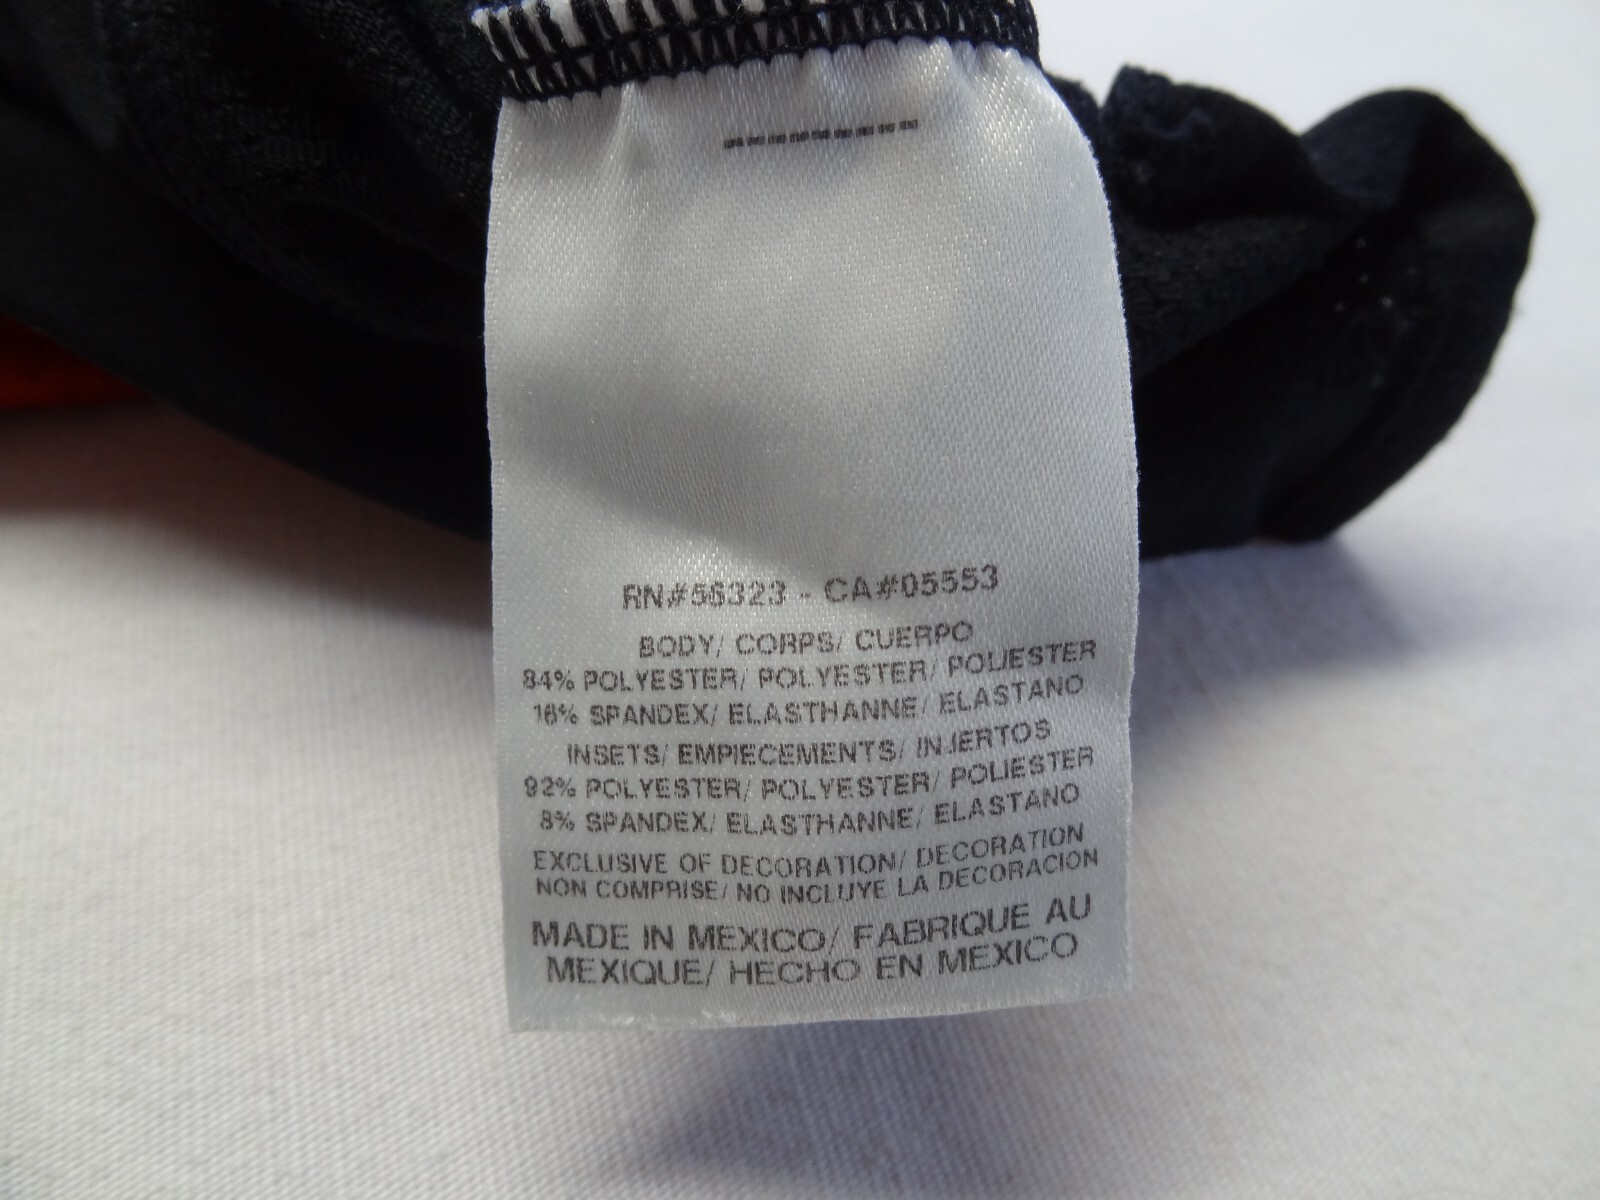 RN#56323 - CA#05553
BODY/ CORPS/ CUERPO
84% POLYESTER/ POLYESTER/ POLIESTER
16% SPANDEX/ ELASTHANNE/ ELASTANO
INSETS/ EMPIECEMENTS/ INJERTOS
92% POLYESTER/ POLYESTER/ POLIESTER
8% SPANDEX/ ELASTHANNE/ ELASTANO
EXCLUSIVE OF DECORATION/ DECORATION
NON COMPRISE/ NO INCLUYE LA DECORACION
MADE IN MEXICO/ FABRIQUE AU
MEXIQUE/ HECHO EN MEXICO